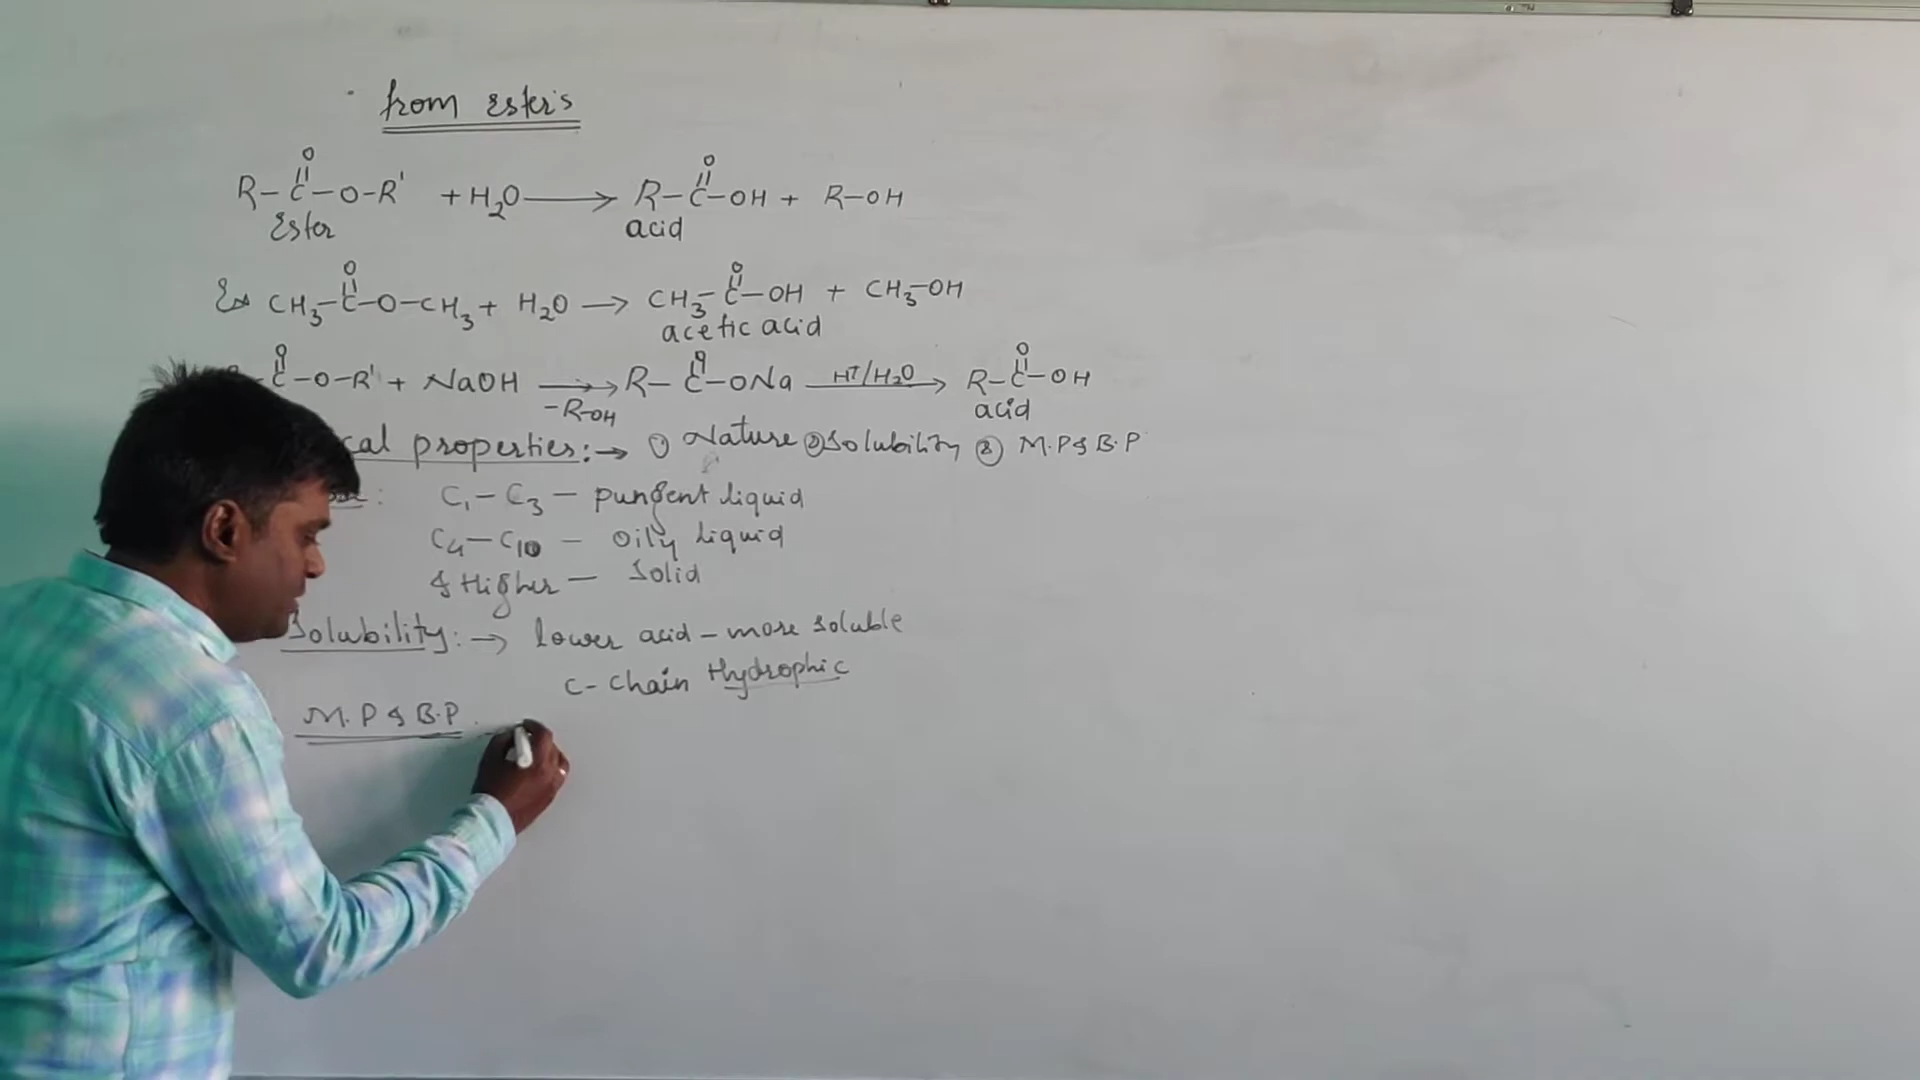 from Ester's
O
R-C-O-R' + H2O → R-C-OH + R-OH
Ester acid
Ex CH3-C-O-CH3 + H2O → CH3-C-OH + CH3-OH
acetic acid
C-O-R' + NaOH → R-C-ONa H+/H2O → R-C-OH
-R-OH acid
cal properties:→ ① Nature ② Solubility ③ M.P & B.P
C1-C3 - pungent liquid
C4-C10 - Oily liquid
& Higher - Solid
Solubility:→ lower acid - more soluble
C- Chain Hydrophic
M.P & B.P.